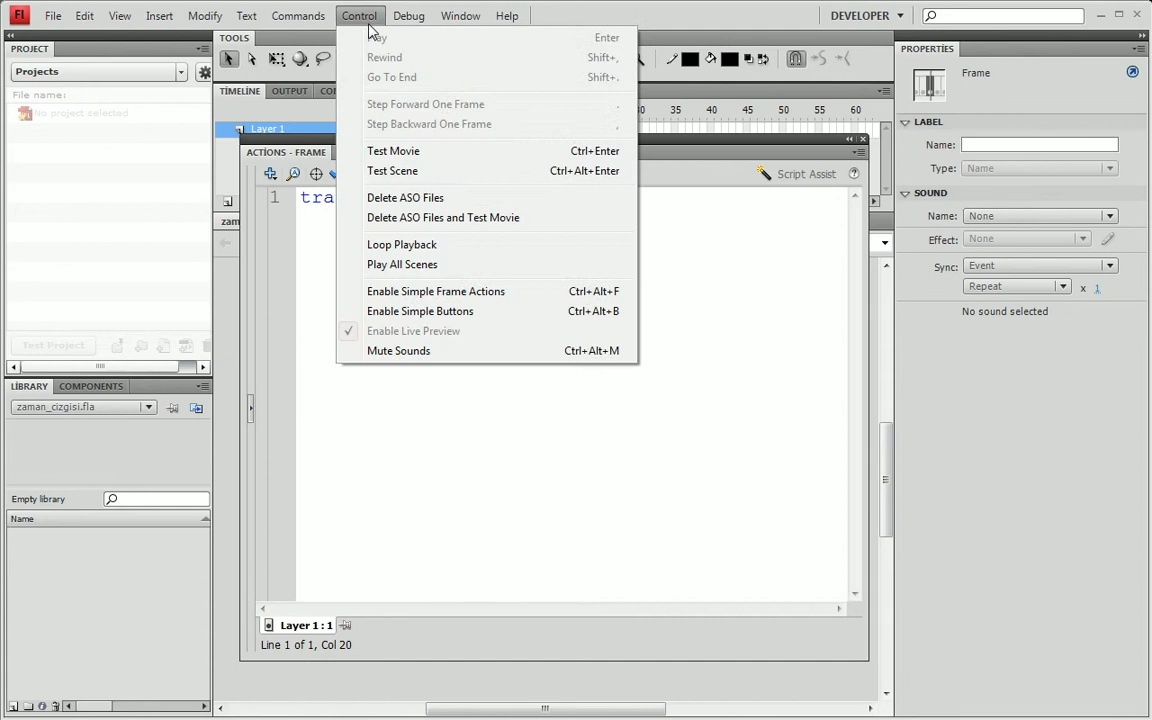 Fl File Edit View Insert Modify Text Commands Control Debug Window Help DEVELOPER
PROJECT
Projects
File name:
No project selected
Test Project
LİBRARY COMPONENTS
zaman_cizgisi.fla
Empty library
Name
TOOLS
TİMELİNE OUTPUT
35 40 45 50 55 60
Layer 1
ACTIONS - FRAME
Script Assist
1 tra
Enter
Rewind Shift+,
Go To End Shift+.
Step Forward One Frame .
Step Backward One Frame ,
Test Movie Ctrl+Enter
Test Scene Ctrl+Alt+Enter
Delete ASO Files
Delete ASO Files and Test Movie
Loop Playback
Play All Scenes
Enable Simple Frame Actions Ctrl+Alt+F
Enable Simple Buttons Ctrl+Alt+B
Enable Live Preview
Mute Sounds Ctrl+Alt+M
Layer 1 : 1
Line 1 of 1, Col 20
PROPERTIES
Frame
LABEL
Name:
Type: Name
SOUND
Name: None
Effect: None
Sync: Event
Repeat x 1
No sound selected